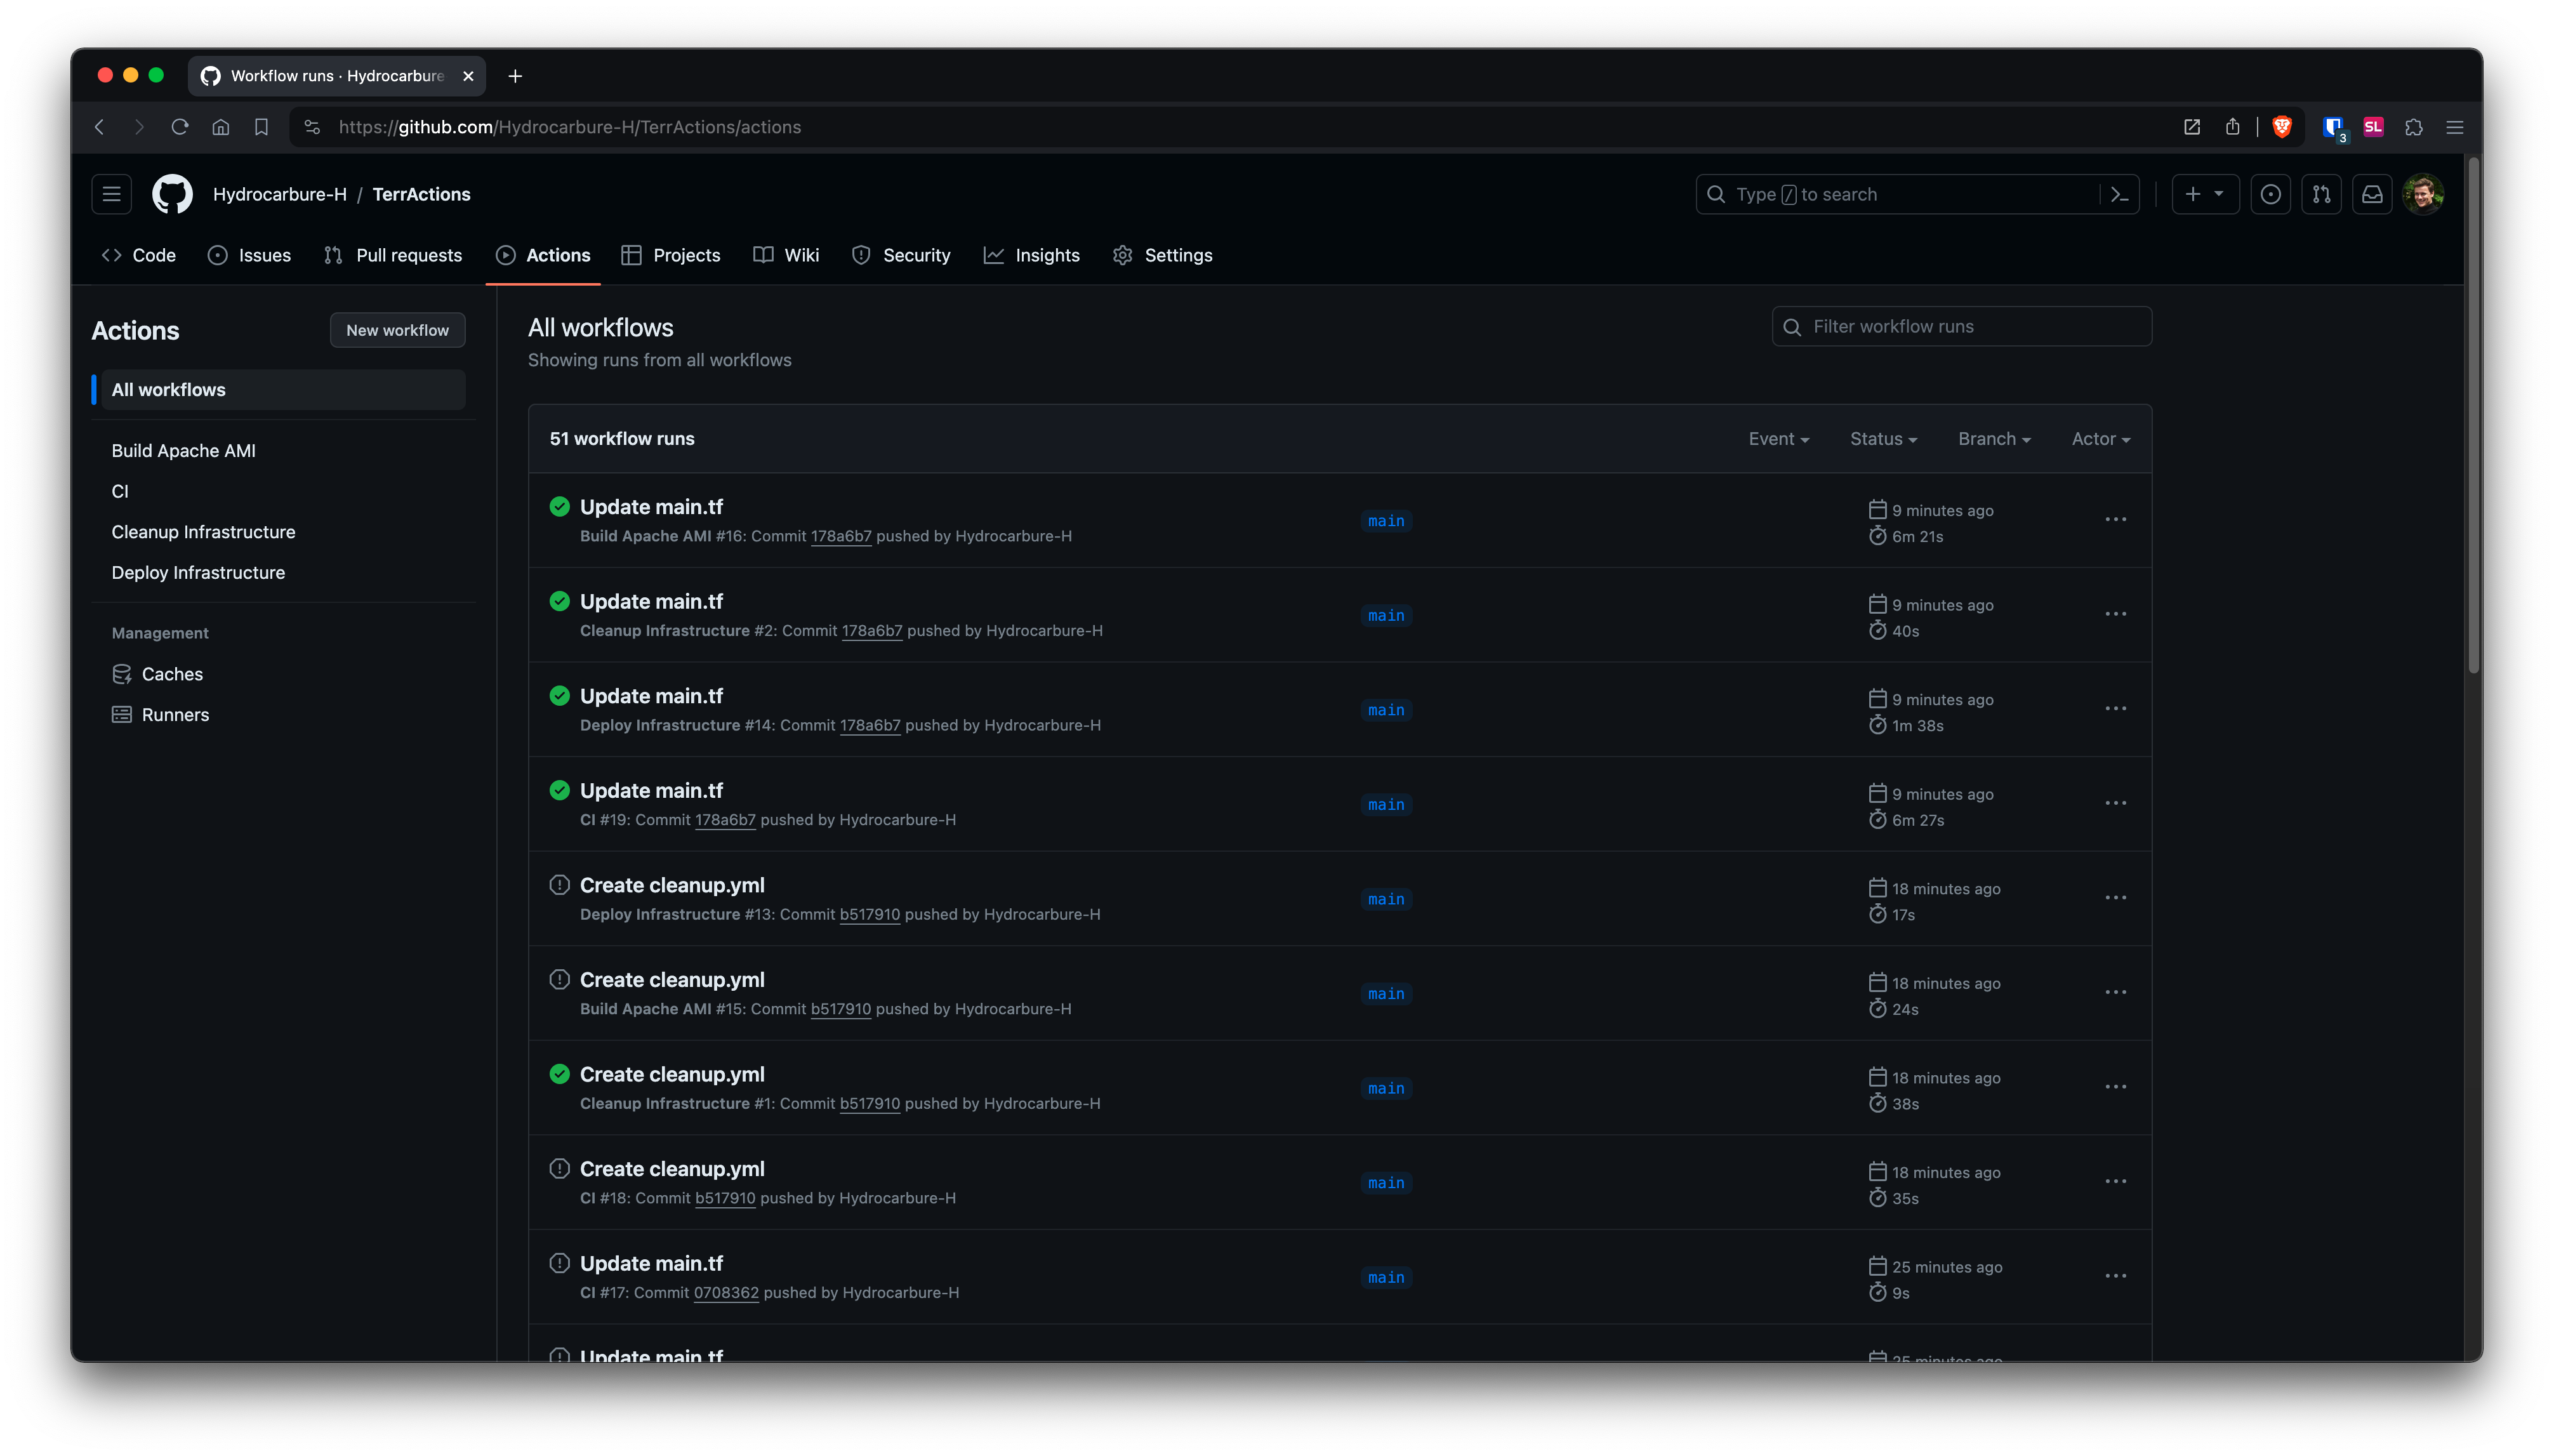 Workflow runs · Hydrocarbure
https://github.com/Hydrocarbure-H/TerrActions/actions
SL
3
Hydrocarbure-H / TerrActions
Type / to search
Code
Issues
Pull requests
Actions
Projects
Wiki
Security
Insights
Settings
Actions
New workflow
All workflows
Build Apache AMI
CI
Cleanup Infrastructure
Deploy Infrastructure
Management
Caches
Runners
All workflows
Showing runs from all workflows
Filter workflow runs
51 workflow runs
Event
Status
Branch
Actor
Update main.tf
Build Apache AMI #16: Commit 178a6b7 pushed by Hydrocarbure-H
main
9 minutes ago
6m 21s
Update main.tf
Cleanup Infrastructure #2: Commit 178a6b7 pushed by Hydrocarbure-H
main
9 minutes ago
40s
Update main.tf
Deploy Infrastructure #14: Commit 178a6b7 pushed by Hydrocarbure-H
main
9 minutes ago
1m 38s
Update main.tf
CI #19: Commit 178a6b7 pushed by Hydrocarbure-H
main
9 minutes ago
6m 27s
Create cleanup.yml
Deploy Infrastructure #13: Commit b517910 pushed by Hydrocarbure-H
main
18 minutes ago
17s
Create cleanup.yml
Build Apache AMI #15: Commit b517910 pushed by Hydrocarbure-H
main
18 minutes ago
24s
Create cleanup.yml
Cleanup Infrastructure #1: Commit b517910 pushed by Hydrocarbure-H
main
18 minutes ago
38s
Create cleanup.yml
CI #18: Commit b517910 pushed by Hydrocarbure-H
main
18 minutes ago
35s
Update main.tf
CI #17: Commit 0708362 pushed by Hydrocarbure-H
main
25 minutes ago
9s
Update main.tf
25 minutes ago